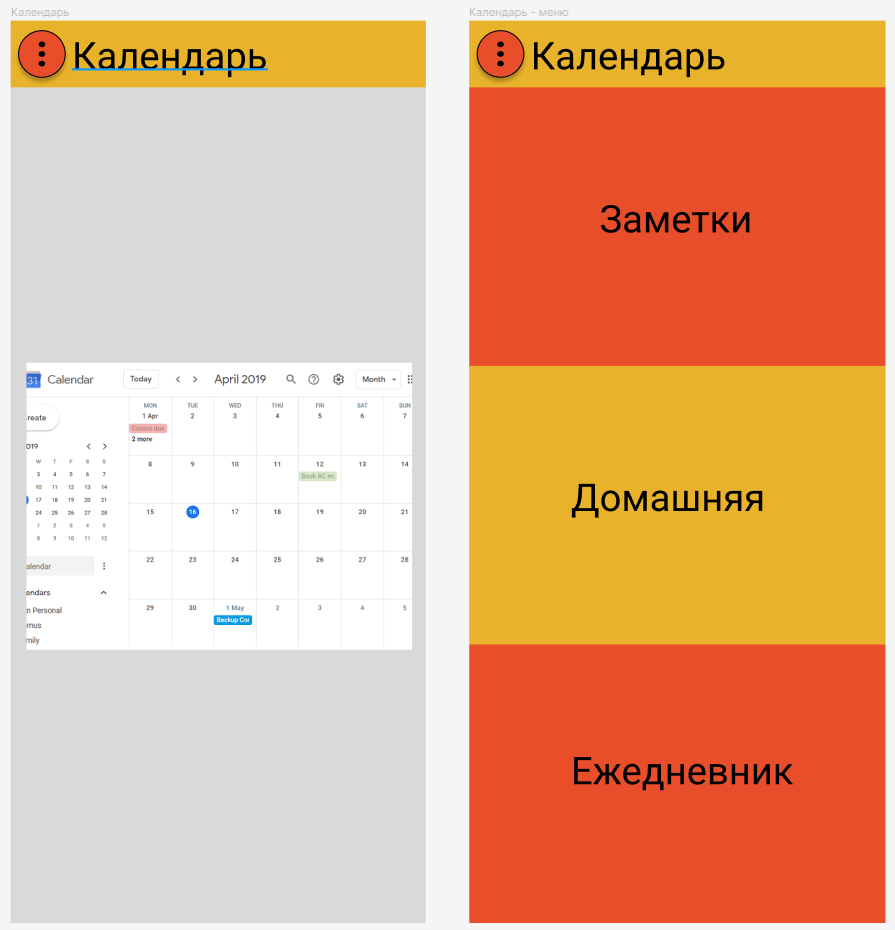 Календарь
Календарь
31 Calendar Today April 2019 Month
MON TUE WED THU FRI SAT SUN
1 Apr 2 3 4 5 6 7
Costco due
2 more
reate
019
W T F S S
3 4 5 6 7
10 11 12 13 14
17 18 19 20 21
24 25 26 27 28
1 2 3 4 5
8 9 10 11 12
alendar
endars
n Personal
mus
mily
8 9 10 11 12 13 14
Book AC m
15 16 17 18 19 20 21
22 23 24 25 26 27 28
29 30 1 May 2 3 4 5
Backup Cor
Календарь - меню
Календарь
Заметки
Домашняя
Ежедневник